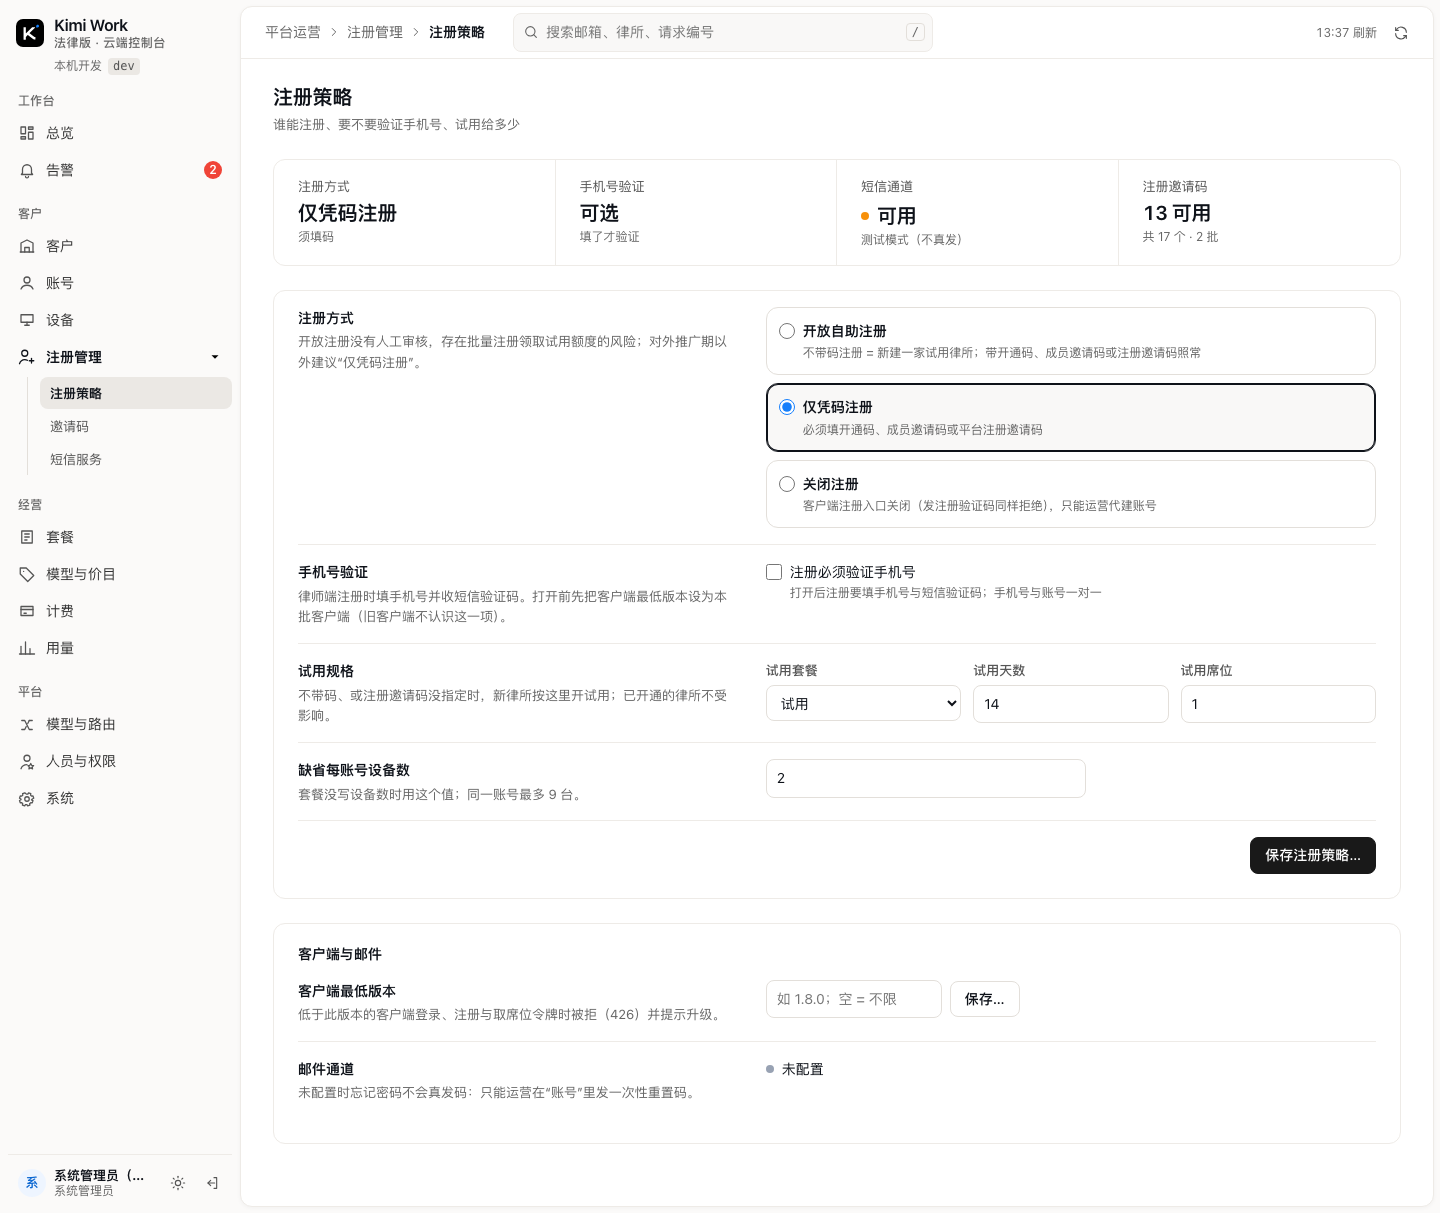 Kimi Work
法律版 · 云端控制台
本机开发 dev
工作台
总览
告警 2
客户
客户
账号
设备
注册管理
注册策略
邀请码
短信服务
经营
套餐
模型与价目
计费
用量
平台
模型与路由
人员与权限
系统
系 系统管理员（...
系统管理员
平台运营 > 注册管理 > 注册策略
搜索邮箱、律所、请求编号 /
13:37 刷新
注册策略
谁能注册、要不要验证手机号、试用给多少
注册方式
仅凭码注册
须填码
手机号验证
可选
填了才验证
短信通道
可用
测试模式（不真发）
注册邀请码
13 可用
共 17 个 · 2 批
注册方式
开放注册没有人工审核，存在批量注册领取试用额度的风险；对外推广期以
外建议“仅凭码注册”。
开放自助注册
不带码注册 = 新建一家试用律所；带开通码、成员邀请码或注册邀请码照常
仅凭码注册
必须填开通码、成员邀请码或平台注册邀请码
关闭注册
客户端注册入口关闭（发注册验证码同样拒绝），只能运营代建账号
手机号验证
律师端注册时填手机号并收短信验证码。打开前先把客户端最低版本设为本
批客户端（旧客户端不认识这一项）。
注册必须验证手机号
打开后注册要填手机号与短信验证码；手机号与账号一对一
试用规格
不带码、或注册邀请码没指定时，新律所按这里开试用；已开通的律所不受
影响。
试用套餐 试用天数 试用席位
试用 14 1
缺省每账号设备数
套餐没写设备数时用这个值；同一账号最多 9 台。
2
保存注册策略...
客户端与邮件
客户端最低版本
低于此版本的客户端登录、注册与取席位令牌时被拒（426）并提示升级。
如 1.8.0；空 = 不限 保存...
邮件通道
未配置时忘记密码不会真发码：只能运营在“账号”里发一次性重置码。
未配置